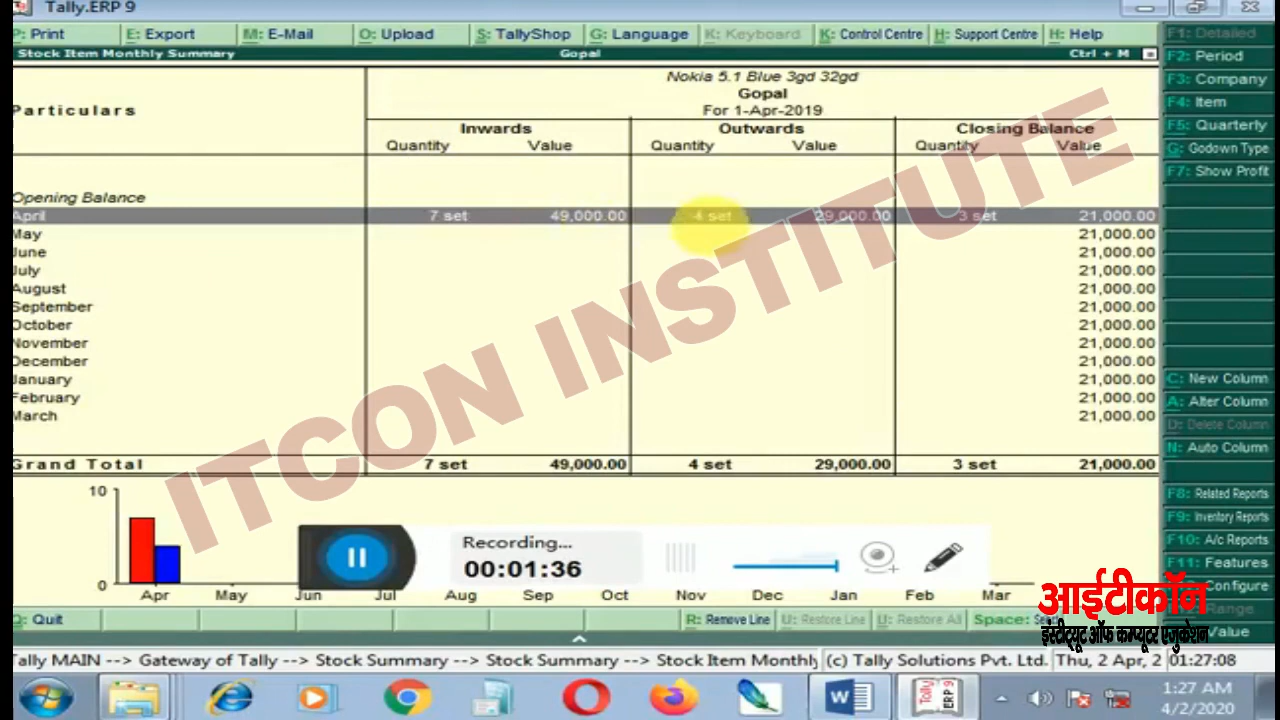 Tally.ERP 9
P: Print E: Export M: E-Mail O: Upload S: TallyShop G: Language K: Keyboard K: Control Centre H: Support Centre H: Help
Stock Item Monthly Summary Gopal Ctrl + M
Particulars
Nokia 5.1 Blue 3gd 32gd
Gopal
For 1-Apr-2019
Inwards Outwards Closing Balance
Quantity Value Quantity Value Quantity Value
Opening Balance
April 7 set 49,000.00 4 set 29,000.00 3 set 21,000.00
May 21,000.00
June 21,000.00
July 21,000.00
August 21,000.00
September 21,000.00
October 21,000.00
November 21,000.00
December 21,000.00
January 21,000.00
February 21,000.00
March 21,000.00
Grand Total 7 set 49,000.00 4 set 29,000.00 3 set 21,000.00
10
0
Apr May Jun Jul Aug Sep Oct Nov Dec Jan Feb Mar
Recording...
00:01:36
ITCON INSTITUTE
F1: Detailed
F2: Period
F3: Company
F4: Item
F5: Quarterly
G: Godown Type
F7: Show Profit
C: New Column
A: Alter Column
D: Delete Column
N: Auto Column
F8: Related Reports
F9: Inventory Reports
F10: A/c Reports
F11: Features
Configure
Range
Value
आईटीकॉन
इंस्टीट्यूट ऑफ कम्प्यूटर एजुकेशन
Q: Quit R: Remove Line U: Restore Line U: Restore All Space:
Tally MAIN --> Gateway of Tally --> Stock Summary --> Stock Summary --> Stock Item Monthly (c) Tally Solutions Pvt. Ltd. Thu, 2 Apr, 2 01:27:08
1:27 AM
4/2/2020